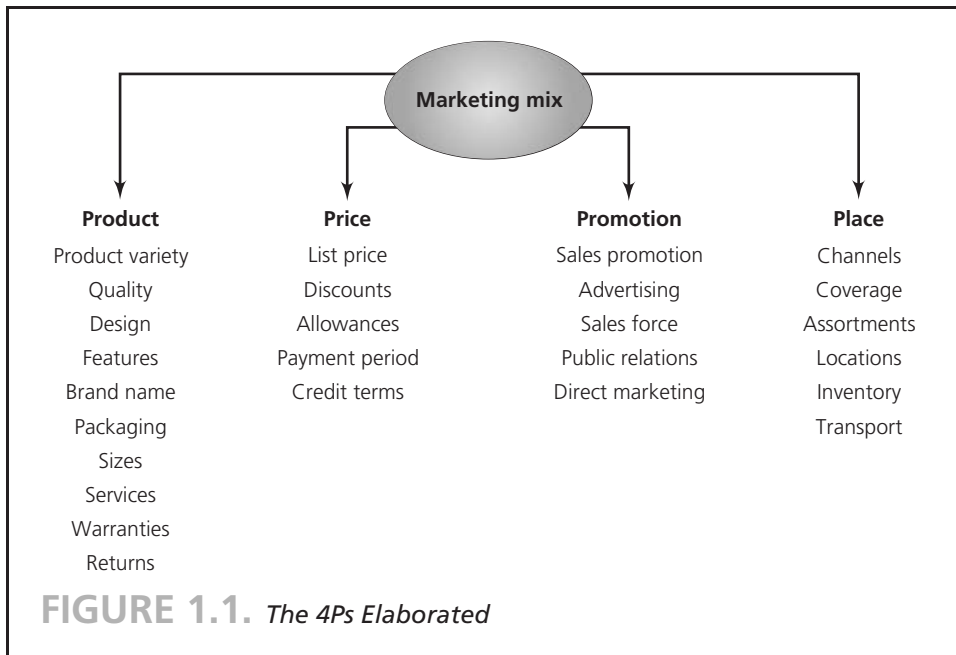 Marketing mix
Product
Product variety
Quality
Design
Features
Brand name
Packaging
Sizes
Services
Warranties
Returns
Price
List price
Discounts
Allowances
Payment period
Credit terms
Promotion
Sales promotion
Advertising
Sales force
Public relations
Direct marketing
Place
Channels
Coverage
Assortments
Locations
Inventory
Transport
FIGURE 1.1. The 4Ps Elaborated